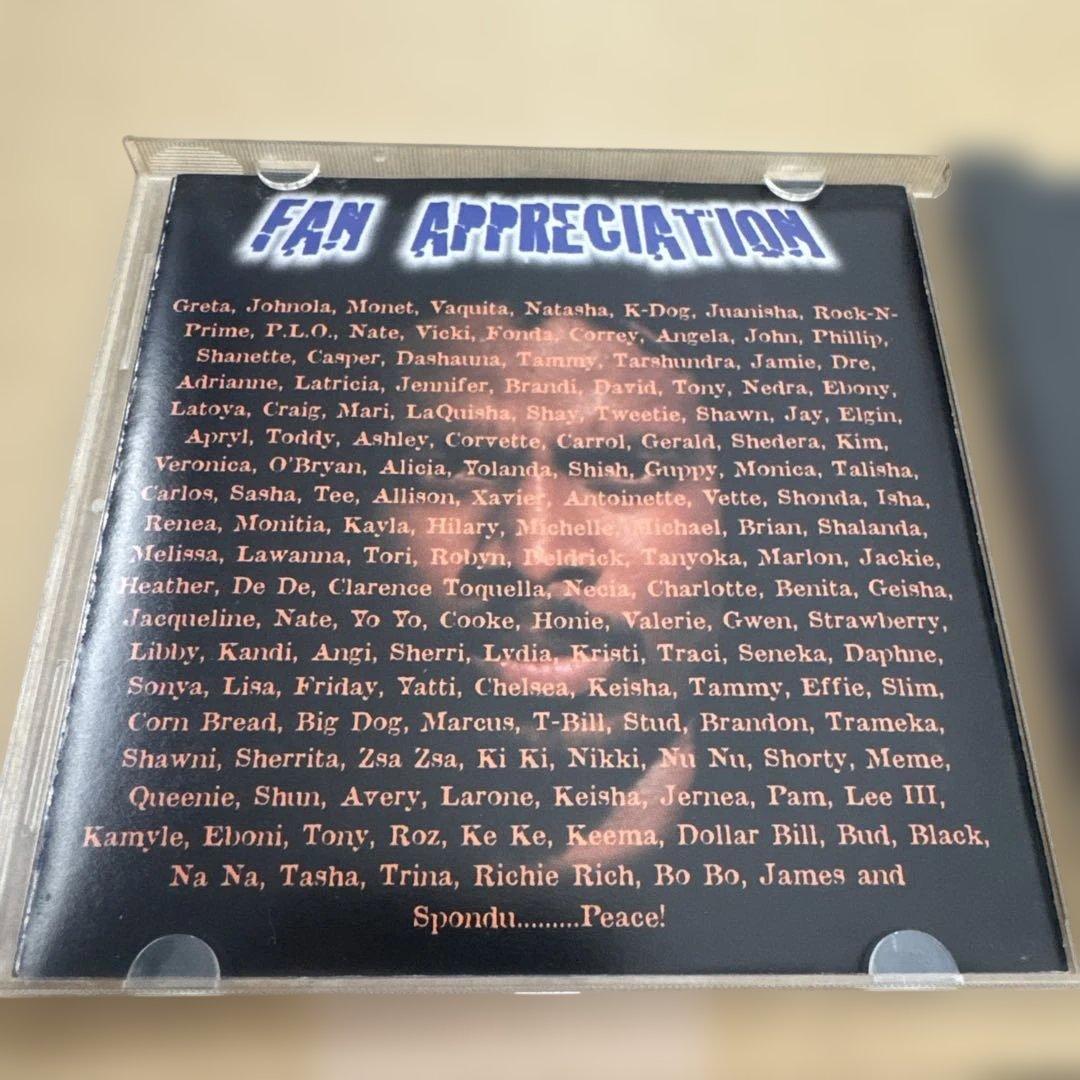 FAN APPRECIATION
Greta, Johnola, Monet, Vaquita, Natasha, K-Dog, Juanisha, Rock-N-
Prime, P.L.O., Nate, Vicki, Fonda, Correy, Angela, John, Phillip,
Shanette, Casper, Dashauna, Tammy, Tarshundra, Jamie, Dre,
Adrianne, Latricia, Jennifer, Brandi, David, Tony, Nedra, Ebony,
Latoya, Craig, Mari, LaQuisha, Shay, Tweetie, Shawn, Jay, Elgin,
Apryl, Toddy, Ashley, Corvette, Carrol, Gerald, Shedera, Kim,
Veronica, O'Bryan, Alicia, Yolanda, Shish, Guppy, Monica, Talisha,
Carlos, Sasha, Tee, Allison, Xavier, Antoinette, Vette, Shonda, Isha,
Renea, Monitia, Kayla, Hilary, Michelle, Michael, Brian, Shalanda,
Melissa, Lawanna, Tori, Robyn, Deldrick, Tanyoka, Marlon, Jackie,
Heather, De De, Clarence Toquella, Necia, Charlotte, Benita, Geisha,
Jacqueline, Nate, Yo Yo, Cooke, Honie, Valerie, Gwen, Strawberry,
Libby, Kandi, Angi, Sherri, Lydia, Kristi, Traci, Seneka, Daphne,
Sonya, Lisa, Friday, Yatti, Chelsea, Keisha, Tammy, Effie, Slim,
Corn Bread, Big Dog, Marcus, T-Bill, Stud, Brandon, Trameka,
Shawni, Sherrita, Zsa Zsa, Ki Ki, Nikki, Nu Nu, Shorty, Meme,
Queenie, Shun, Avery, Larone, Keisha, Jernea, Pam, Lee III,
Kamyle, Eboni, Tony, Roz, Ke Ke, Keema, Dollar Bill, Bud, Black,
Na Na, Tasha, Trina, Richie Rich, Bo Bo, James and
Spondu.........Peace!